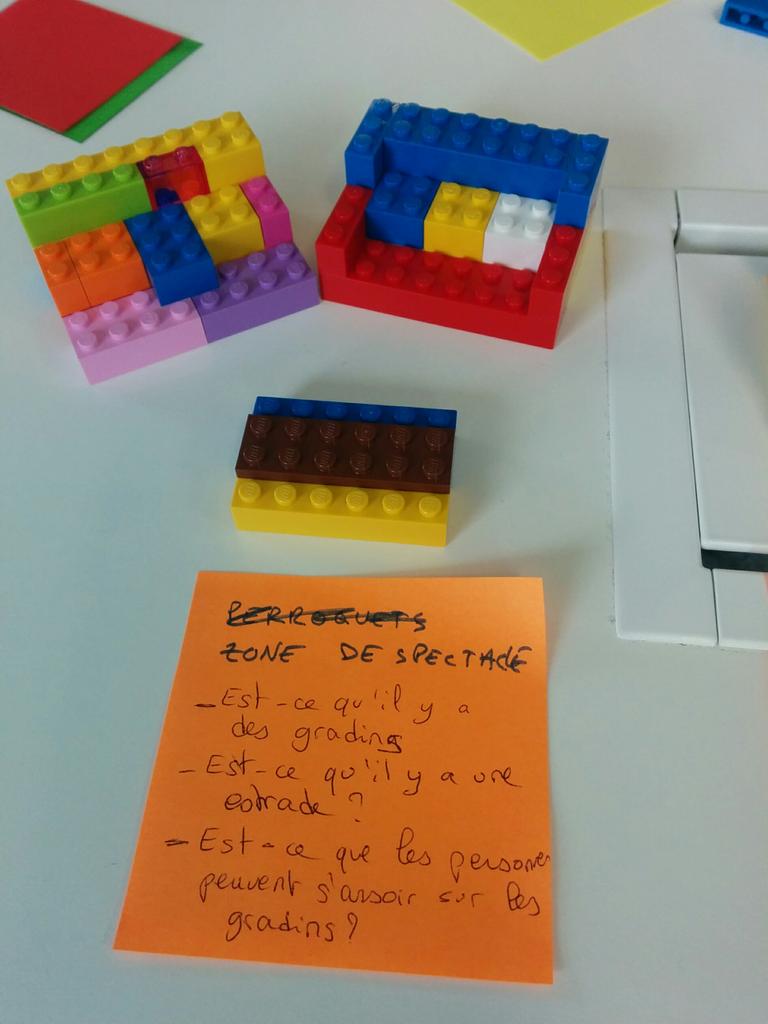 PERROQUETS
ZONE DE SPECTACLE
- Est-ce qu'il y a
des gradins
- Est-ce qu'il y a une
estrade ?
- Est-ce que les personnes
peuvent s'assoir sur les
gradins ?